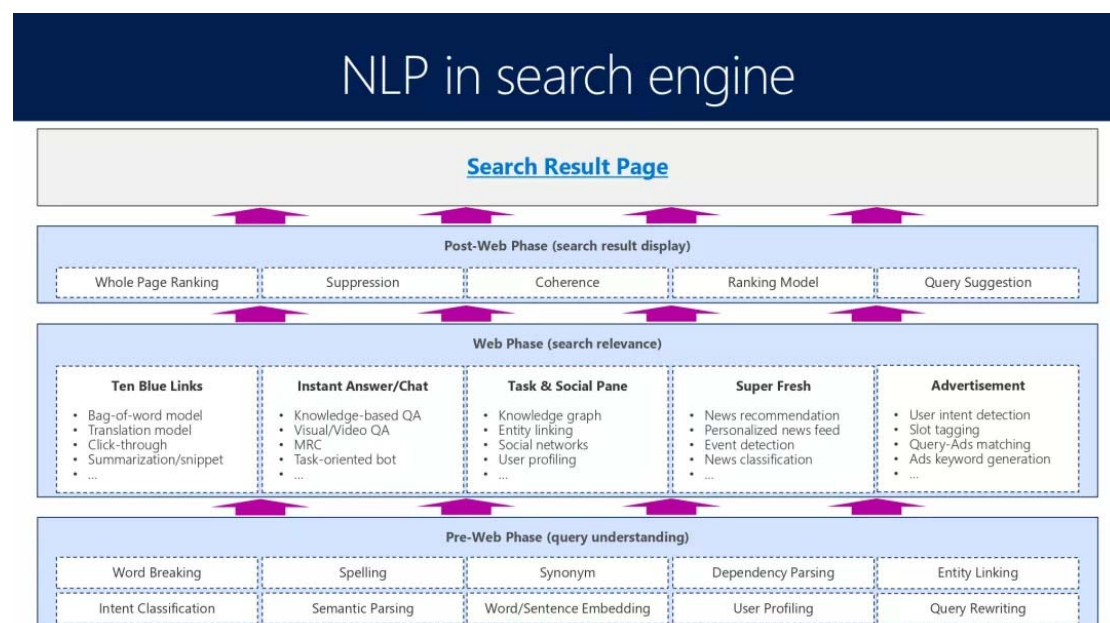 NLP in search engine
Search Result Page
Post-Web Phase (search result display)
Whole Page Ranking
Suppression
Coherence
Ranking Model
Query Suggestion
Web Phase (search relevance)
Ten Blue Links
• Bag-of-word model
• Translation model
• Click-through
• Summarization/snippet
• ...
Instant Answer/Chat
• Knowledge-based QA
• Visual/Video QA
• MRC
• Task-oriented bot
• ...
Task & Social Pane
• Knowledge graph
• Entity linking
• Social networks
• User profiling
• ...
Super Fresh
• News recommendation
• Personalized news feed
• Event detection
• News classification
• ...
Advertisement
• User intent detection
• Slot tagging
• Query-Ads matching
• Ads keyword generation
• ...
Pre-Web Phase (query understanding)
Word Breaking
Spelling
Synonym
Dependency Parsing
Entity Linking
Intent Classification
Semantic Parsing
Word/Sentence Embedding
User Profiling
Query Rewriting